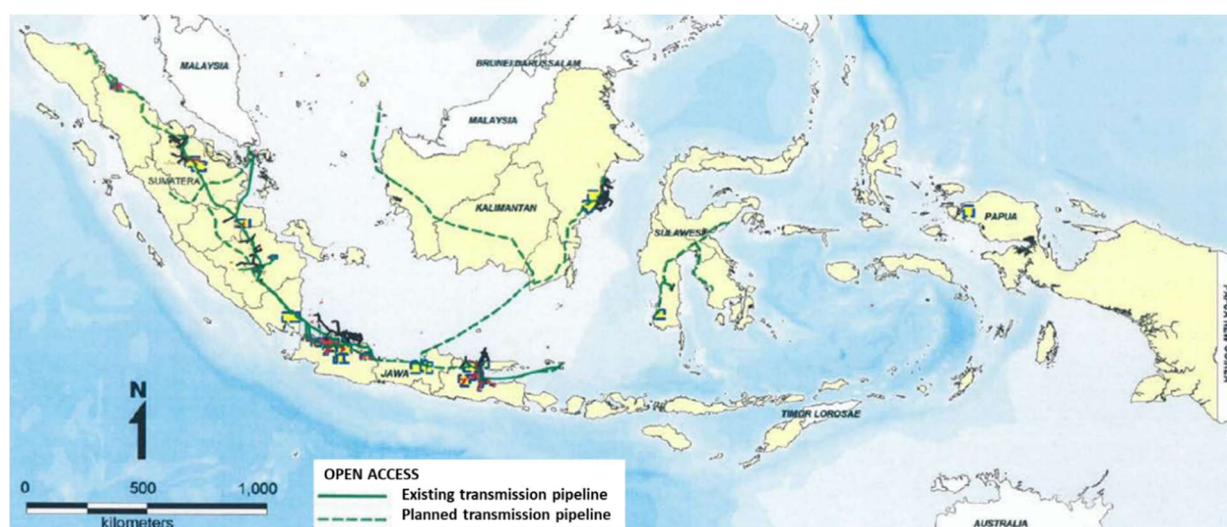 MALAYSIA
BRUNEI DARUSSALAM
MALAYSIA
SUMATERA
KALIMANTAN
SULAWESI
PAPUA
JAWA
TIMOR LOROSAE
N
OPEN ACCESS
0 500 1,000
Existing transmission pipeline
kilometers
Planned transmission pipeline
AUSTRALIA